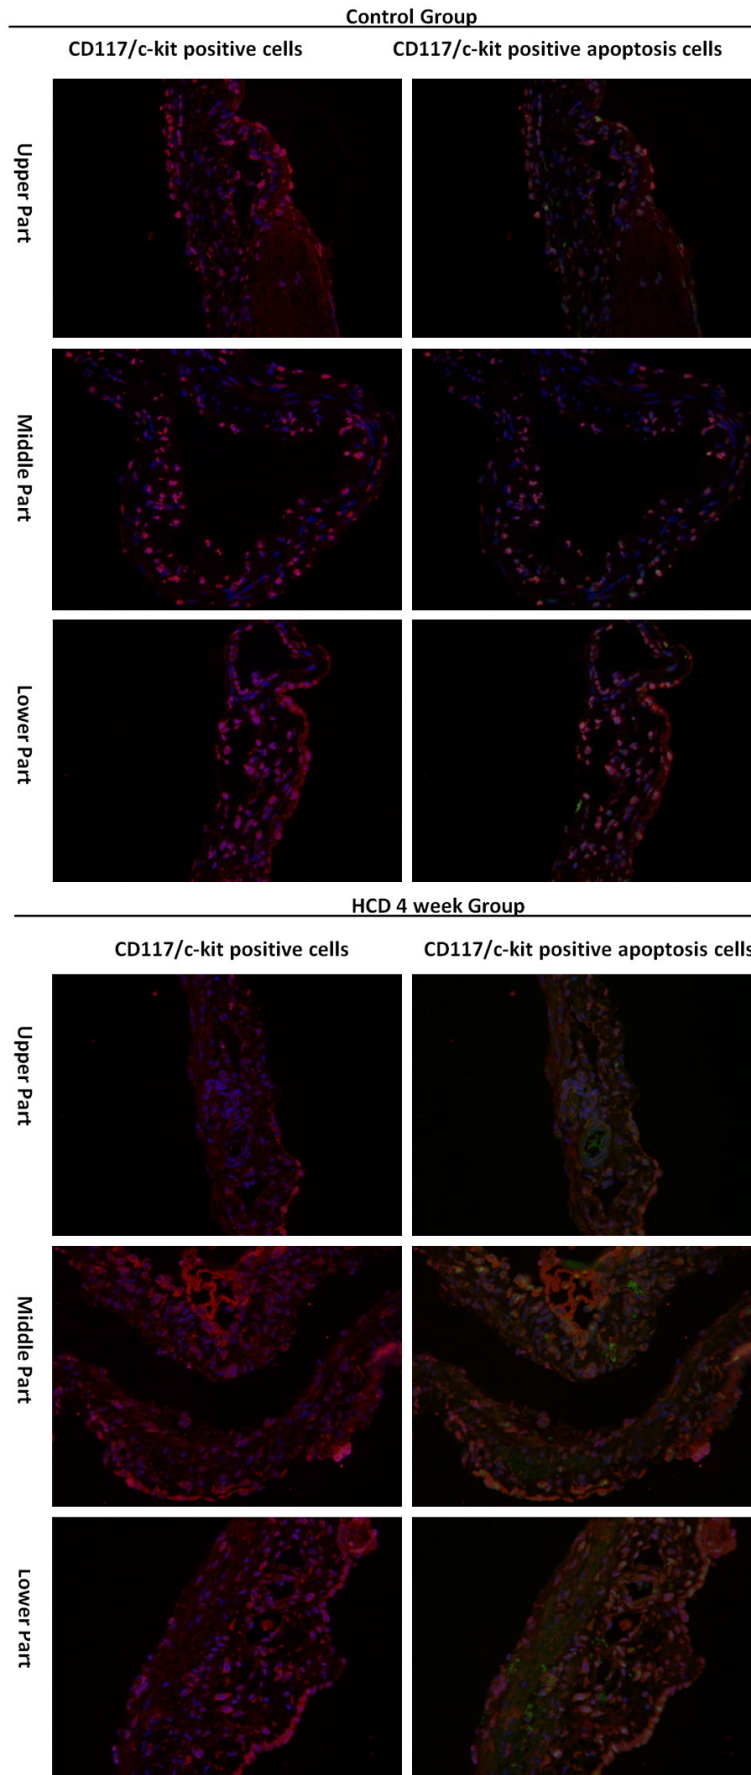 Control Group
CD117/c-kit positive cells CD117/c-kit positive apoptosis cells
Upper Part
Middle Part
Lower Part
HCD 4 week Group
CD117/c-kit positive cells CD117/c-kit positive apoptosis cells
Upper Part
Middle Part
Lower Part